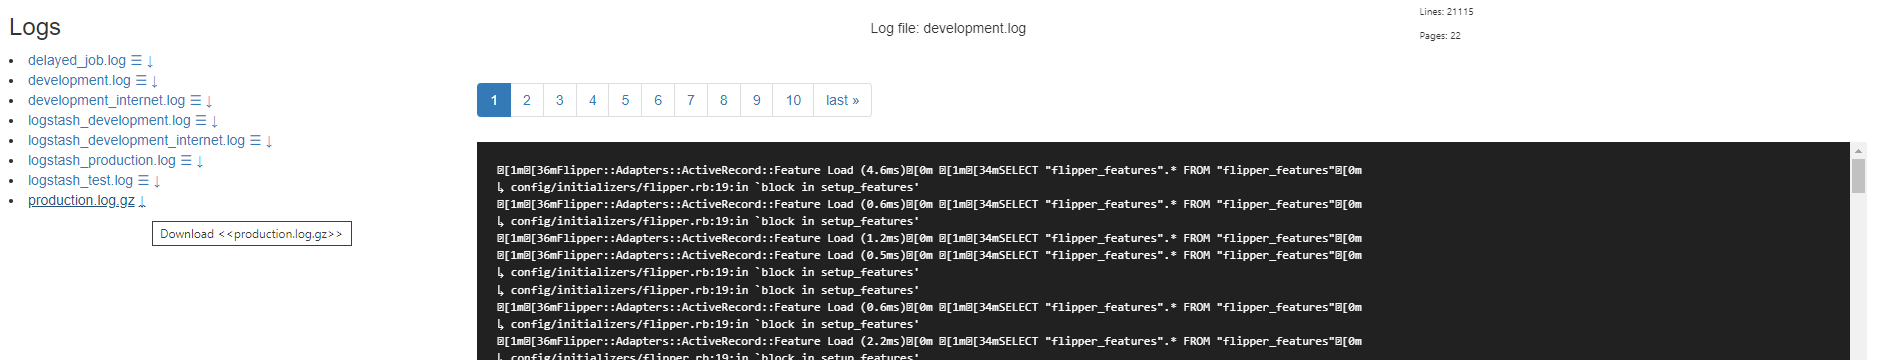 Logs
delayed_job.log ☰ ↓
development.log ☰ ↓
development_internet.log ☰ ↓
logstash_development.log ☰ ↓
logstash_development_internet.log ☰ ↓
logstash_production.log ☰ ↓
logstash_test.log ☰ ↓
production.log.gz ↓
Download <<production.log.gz>>
Log file: development.log
Lines: 21115
Pages: 22
1 2 3 4 5 6 7 8 9 10 last »
␛[1m␛[36mFlipper::Adapters::ActiveRecord::Feature Load (4.6ms)␛[0m ␛[1m␛[34mSELECT "flipper_features".* FROM "flipper_features"␛[0m
↳ config/initializers/flipper.rb:19:in `block in setup_features'
␛[1m␛[36mFlipper::Adapters::ActiveRecord::Feature Load (0.6ms)␛[0m ␛[1m␛[34mSELECT "flipper_features".* FROM "flipper_features"␛[0m
↳ config/initializers/flipper.rb:19:in `block in setup_features'
␛[1m␛[36mFlipper::Adapters::ActiveRecord::Feature Load (1.2ms)␛[0m ␛[1m␛[34mSELECT "flipper_features".* FROM "flipper_features"␛[0m
␛[1m␛[36mFlipper::Adapters::ActiveRecord::Feature Load (0.5ms)␛[0m ␛[1m␛[34mSELECT "flipper_features".* FROM "flipper_features"␛[0m
↳ config/initializers/flipper.rb:19:in `block in setup_features'
↳ config/initializers/flipper.rb:19:in `block in setup_features'
␛[1m␛[36mFlipper::Adapters::ActiveRecord::Feature Load (0.6ms)␛[0m ␛[1m␛[34mSELECT "flipper_features".* FROM "flipper_features"␛[0m
↳ config/initializers/flipper.rb:19:in `block in setup_features'
␛[1m␛[36mFlipper::Adapters::ActiveRecord::Feature Load (2.2ms)␛[0m ␛[1m␛[34mSELECT "flipper_features".* FROM "flipper_features"␛[0m
↳ config/initializers/flipper.rb:19:in `block in setup_features'